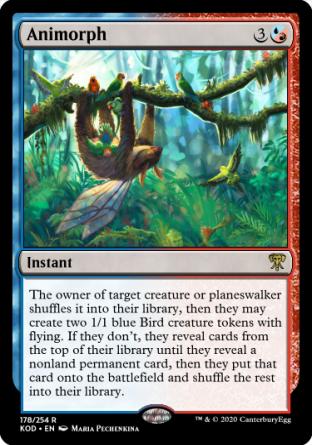 Animorph 3
Instant
The owner of target creature or planeswalker
shuffles it into their library, then they may
create two 1/1 blue Bird creature tokens with
flying. If they don't, they reveal cards from
the top of their library until they reveal a
nonland permanent card, then they put that
card onto the battlefield and shuffle the rest
into their library.
178/254 R
KOD • EN Maria Pechenkina
™ & © 2020 CanterburyEgg